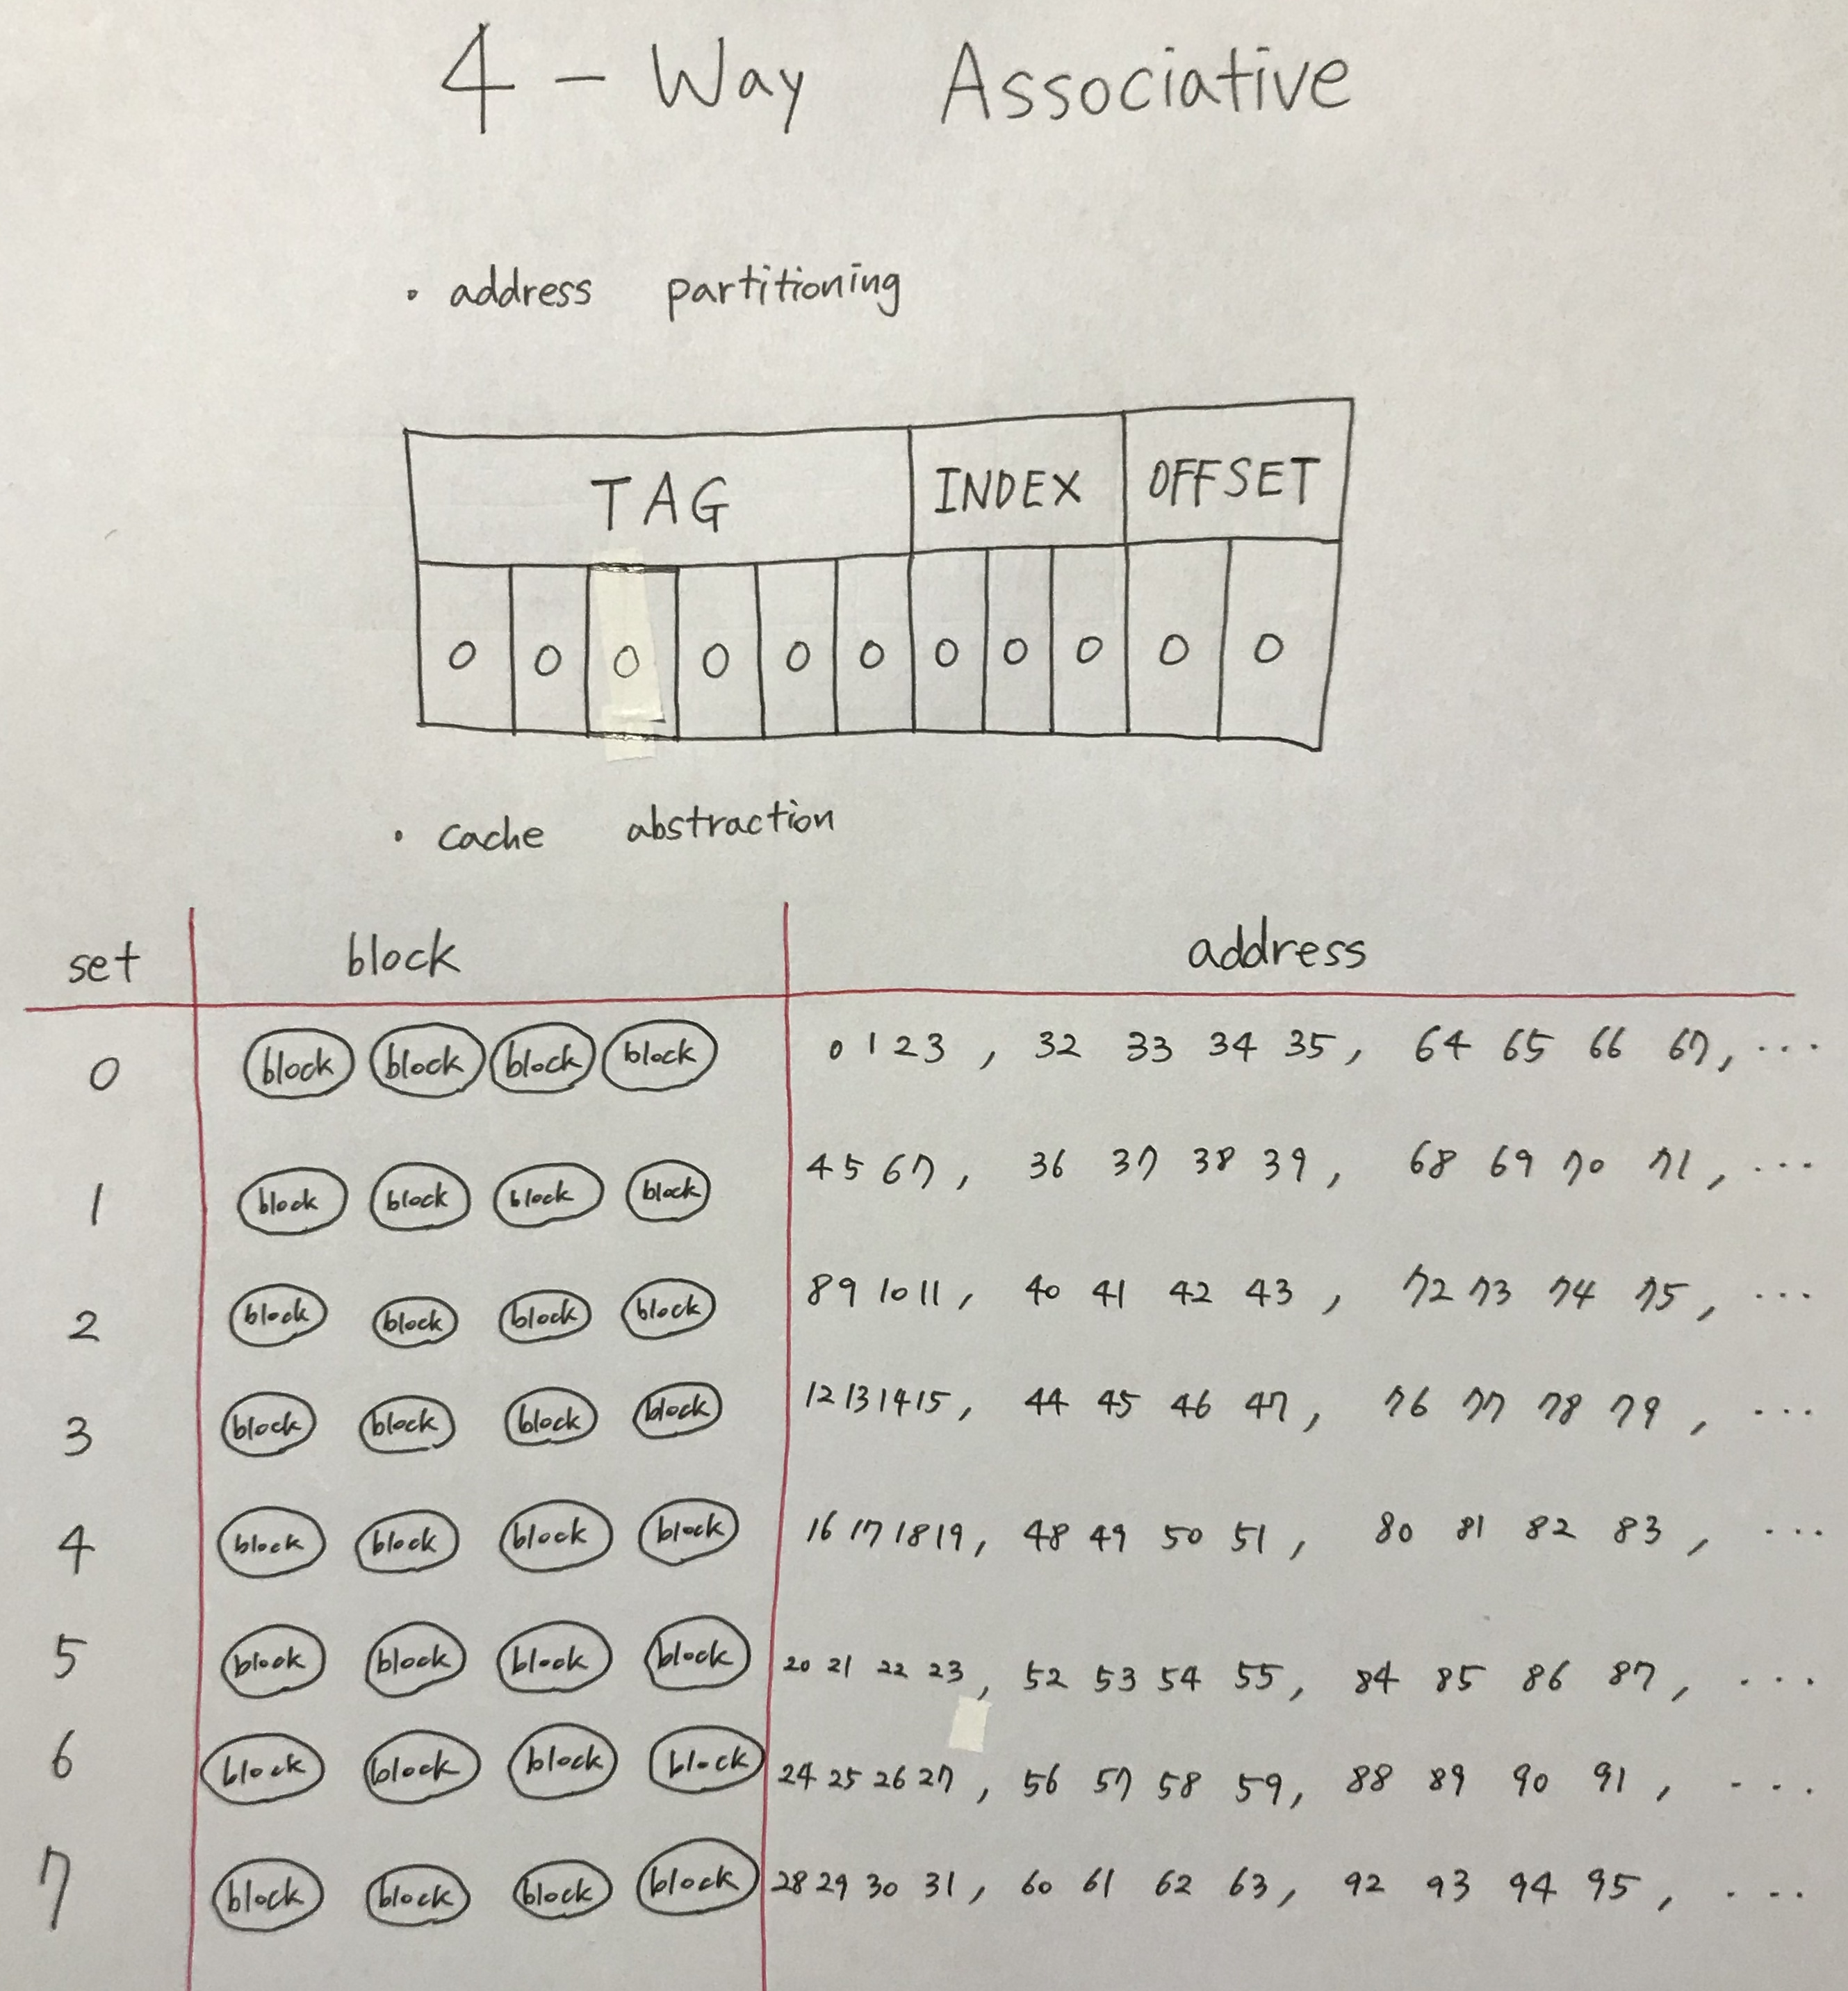 4 - Way Associative
• address partitioning
TAG INDEX OFFSET
0 0 0 0 0 0 0 0 0 0 0
• cache abstraction
set block address
0 block block block block 0 1 2 3 , 32 33 34 35 , 64 65 66 67 , ...
1 block block block block 4 5 6 7 , 36 37 38 39 , 68 69 70 71 , ...
2 block block block block 8 9 10 11 , 40 41 42 43 , 72 73 74 75 , ...
3 block block block block 12 13 14 15 , 44 45 46 47 , 76 77 78 79 , ...
4 block block block block 16 17 18 19 , 48 49 50 51 , 80 81 82 83 , ...
5 block block block block 20 21 22 23 , 52 53 54 55 , 84 85 86 87 , ...
6 block block block block 24 25 26 27 , 56 57 58 59 , 88 89 90 91 , ...
7 block block block block 28 29 30 31 , 60 61 62 63 , 92 93 94 95 , ...